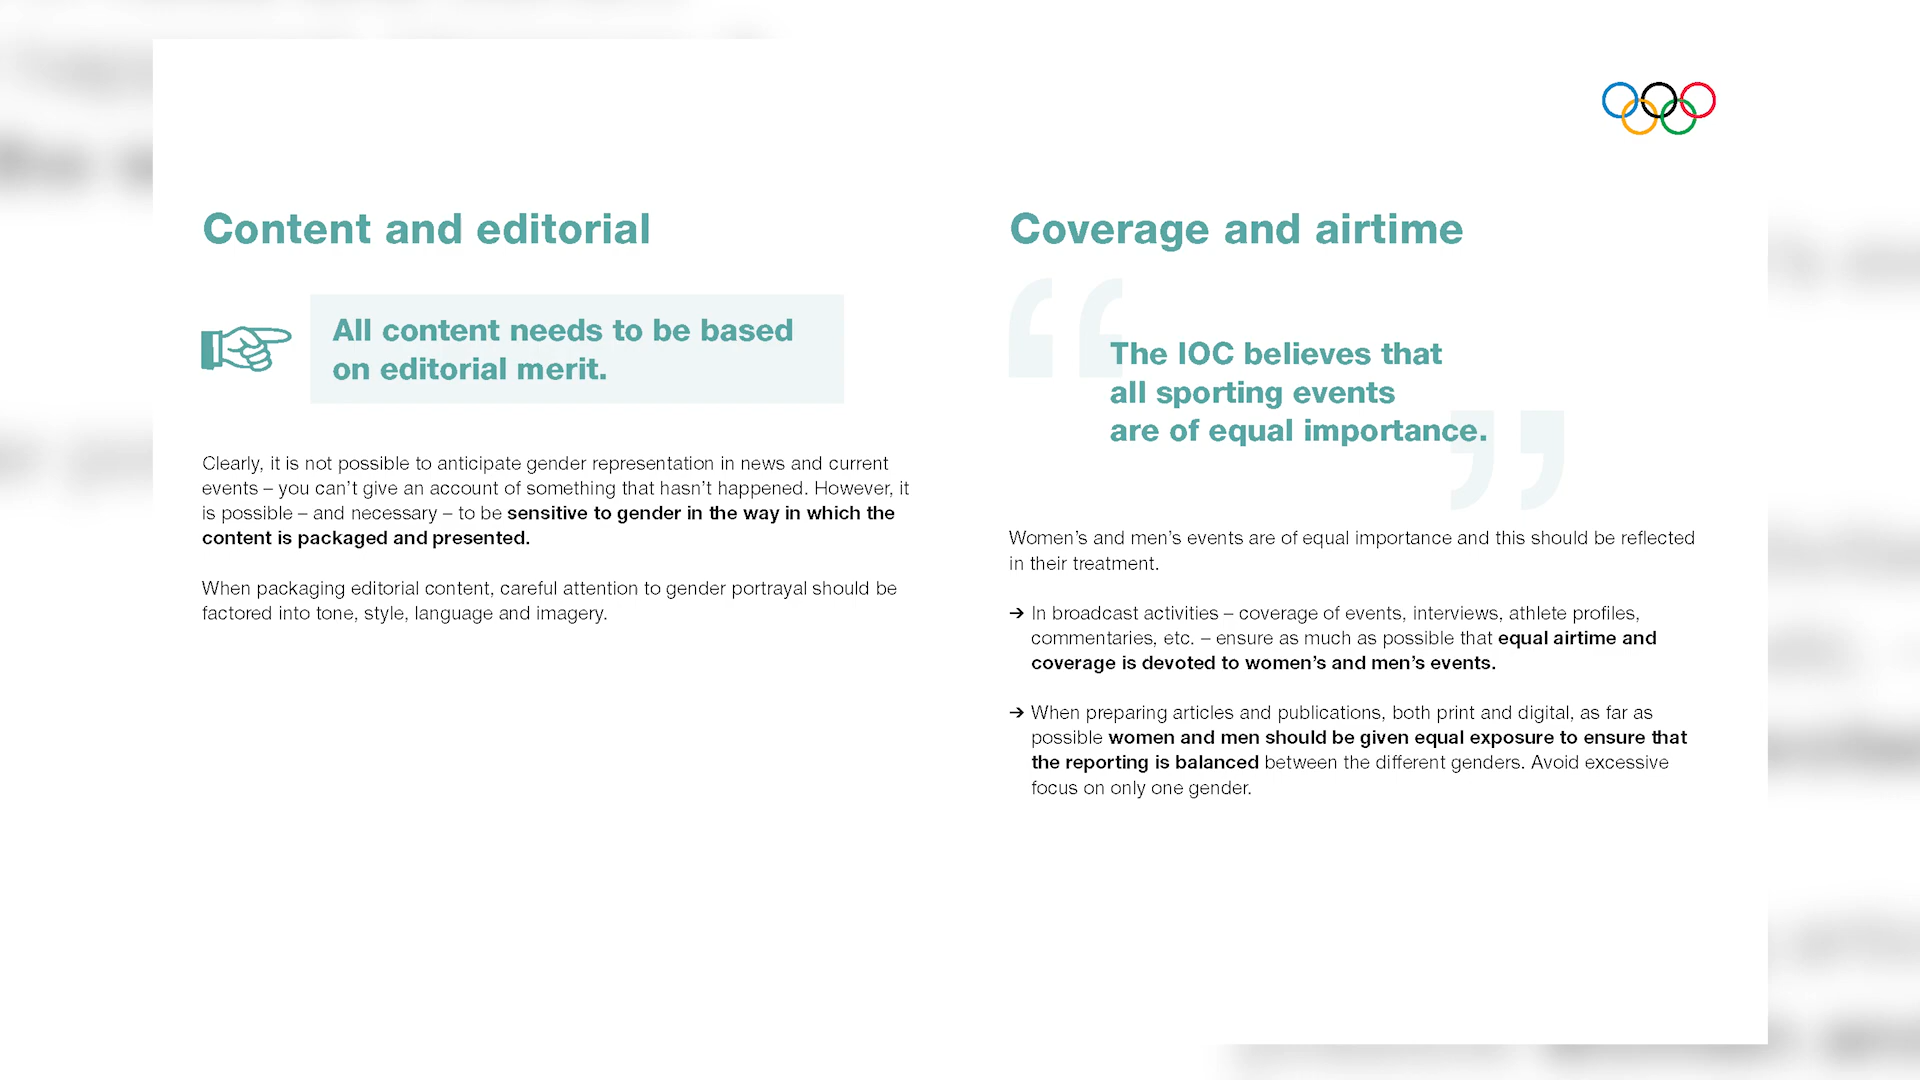 Content and editorial
All content needs to be based
on editorial merit.
Clearly, it is not possible to anticipate gender representation in news and current
events – you can’t give an account of something that hasn’t happened. However, it
is possible – and necessary – to be sensitive to gender in the way in which the
content is packaged and presented.
When packaging editorial content, careful attention to gender portrayal should be
factored into tone, style, language and imagery.
Coverage and airtime
“The IOC believes that
all sporting events
are of equal importance.”
Women’s and men’s events are of equal importance and this should be reflected
in their treatment.
➔ In broadcast activities – coverage of events, interviews, athlete profiles,
commentaries, etc. – ensure as much as possible that equal airtime and
coverage is devoted to women’s and men’s events.
➔ When preparing articles and publications, both print and digital, as far as
possible women and men should be given equal exposure to ensure that
the reporting is balanced between the different genders. Avoid excessive
focus on only one gender.